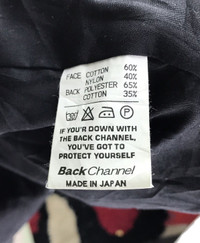 FACE COTTON 60%
NYLON 40%
BACK POLYESTER 65%
COTTON 35%
IF YOU'R DOWN WITH
THE BACK CHANNEL,
YOU'VE GOT TO
PROTECT YOURSELF
Back Channel
MADE IN JAPAN